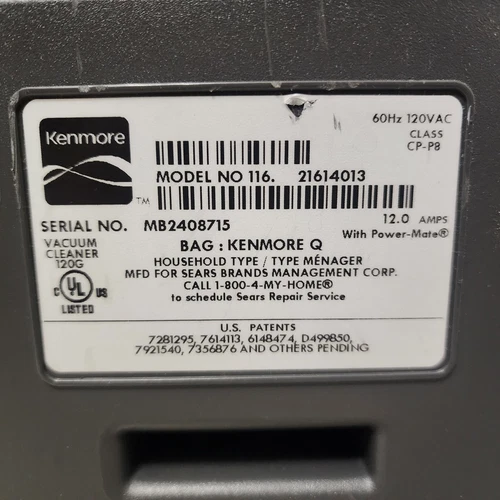 Kenmore
TM
60Hz 120VAC
CLASS
CP-P8
MODEL NO 116. 21614013
SERIAL NO. MB2408715
12.0 AMPS
With Power-Mate®
VACUUM
CLEANER
120G
BAG : KENMORE Q
HOUSEHOLD TYPE / TYPE MÉNAGER
MFD FOR SEARS BRANDS MANAGEMENT CORP.
CALL 1-800-4-MY-HOME®
to schedule Sears Repair Service
C UL US
LISTED
U.S. PATENTS
7281295, 7614113, 6148474, D499850,
7921540, 7356876 AND OTHERS PENDING